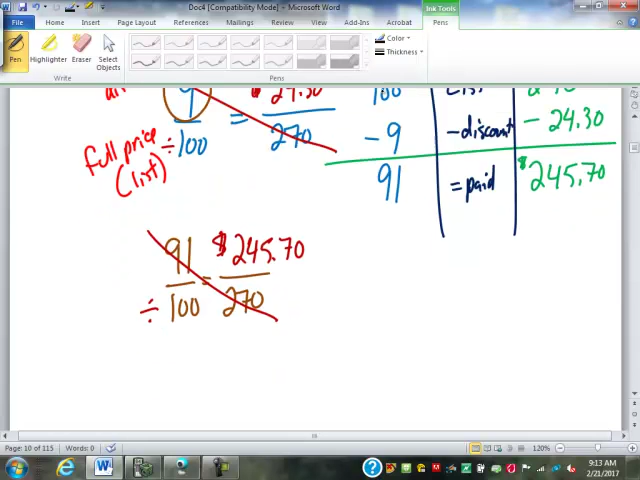 Doc4 [Compatibility Mode] - Microsoft Word
Ink Tools
File Home Insert Page Layout References Mailings Review View Add-Ins Acrobat Pens
Pen Highlighter Eraser Select Objects
Color
Thickness
Write
Pens
9 $ 24.30 100
÷ 100 = 270 - 9 - discount - 24.30
full price
(list)
91 = paid $245.70
91 $ 245.70
=
÷ 100 270
Page: 10 of 115 Words: 0 120%
9:13 AM
2/21/2017